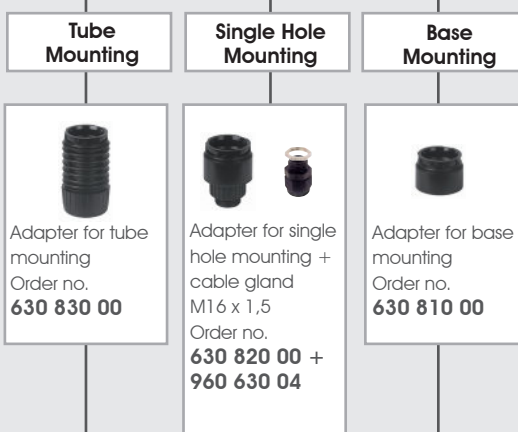 Tube
Mounting
Single Hole
Mounting
Base
Mounting
Adapter for tube
mounting
Order no.
630 830 00
Adapter for single
hole mounting +
cable gland
M16 x 1,5
Order no.
630 820 00 +
960 630 04
Adapter for base
mounting
Order no.
630 810 00